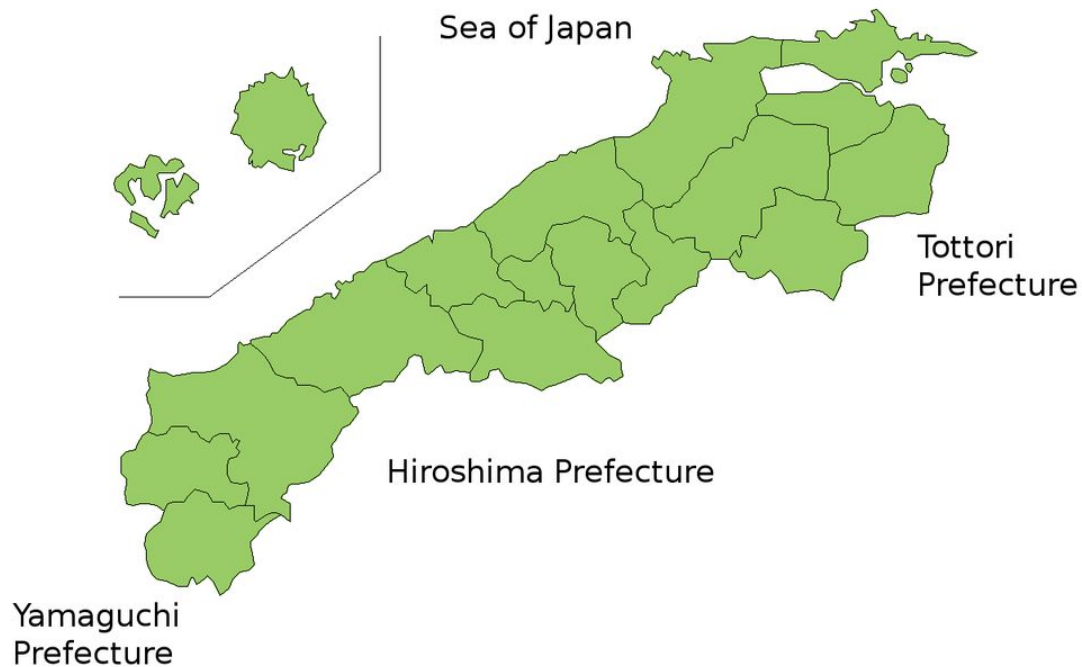 Sea of Japan
Tottori
Prefecture
Hiroshima Prefecture
Yamaguchi
Prefecture